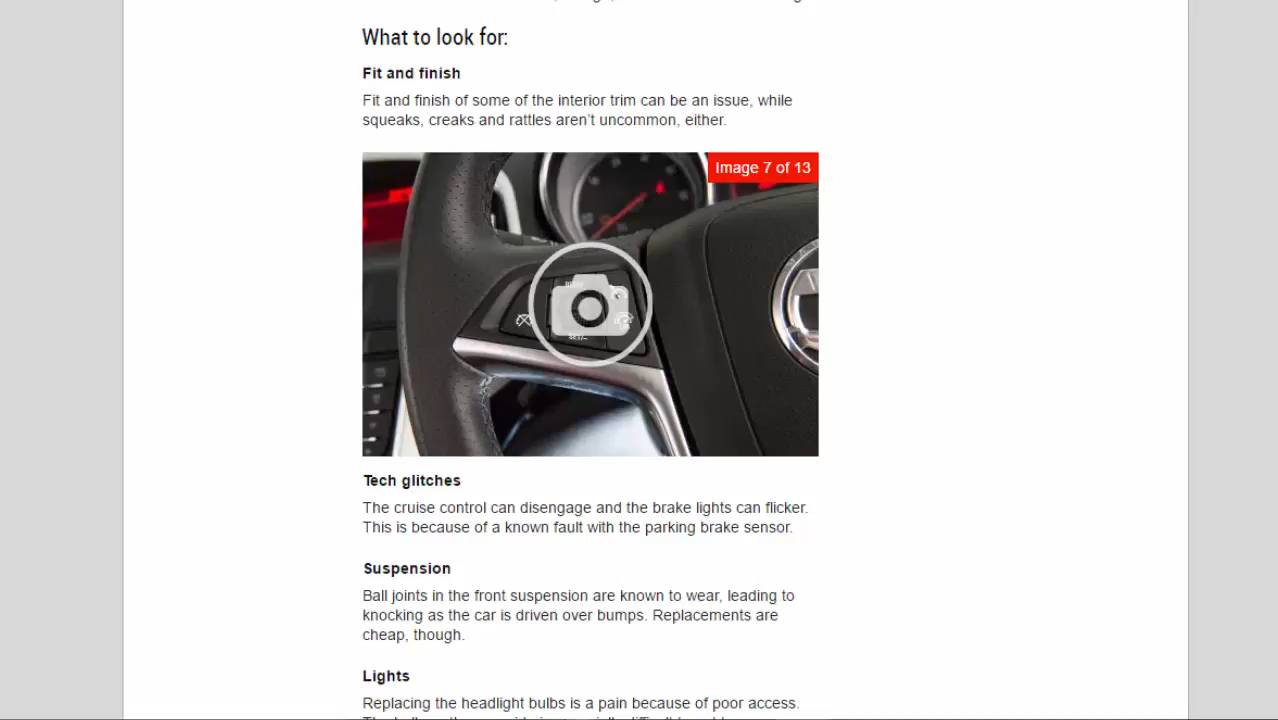 What to look for:
Fit and finish
Fit and finish of some of the interior trim can be an issue, while
squeaks, creaks and rattles aren't uncommon, either.
Image 7 of 13
Tech glitches
The cruise control can disengage and the brake lights can flicker.
This is because of a known fault with the parking brake sensor.
Suspension
Ball joints in the front suspension are known to wear, leading to
knocking as the car is driven over bumps. Replacements are
cheap, though.
Lights
Replacing the headlight bulbs is a pain because of poor access.